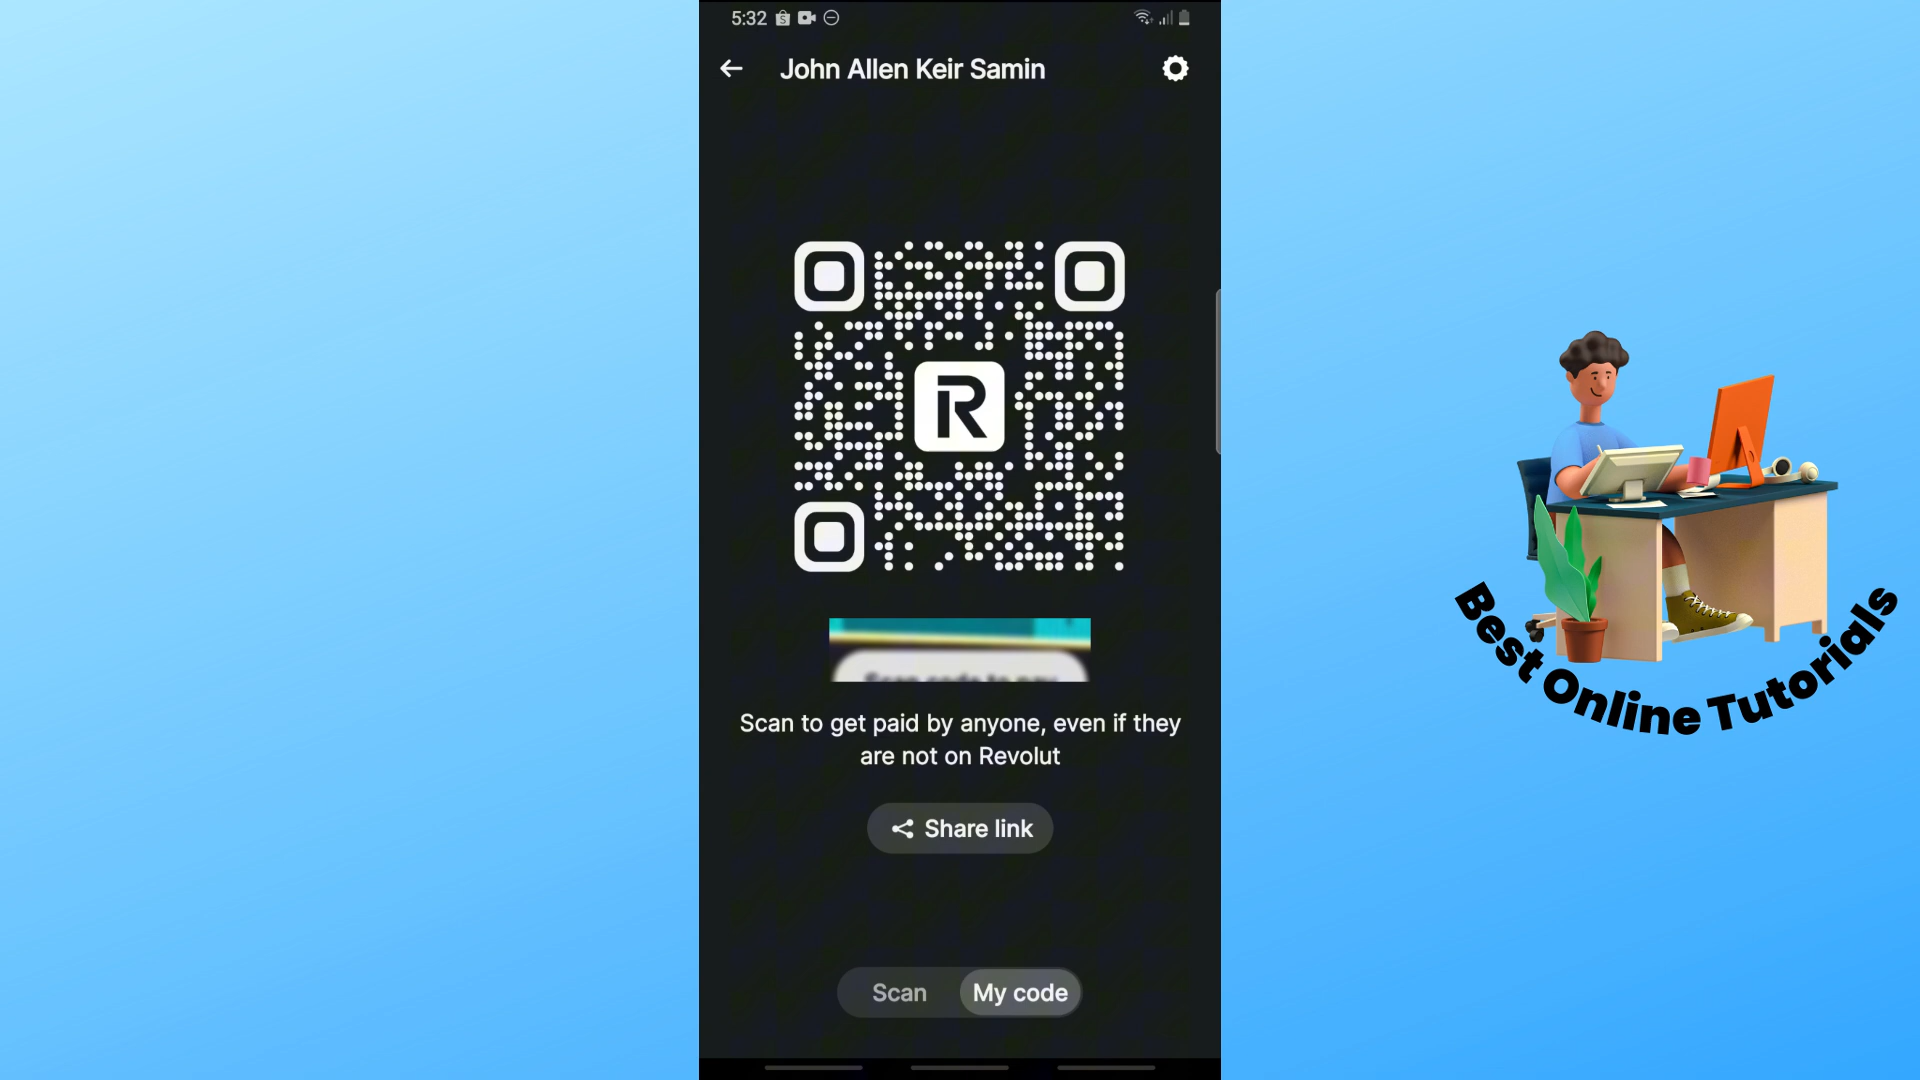 5:32
John Allen Keir Samin
R
Scan to get paid by anyone, even if they
are not on Revolut
Share link
Scan
My code
Best Online Tutorials